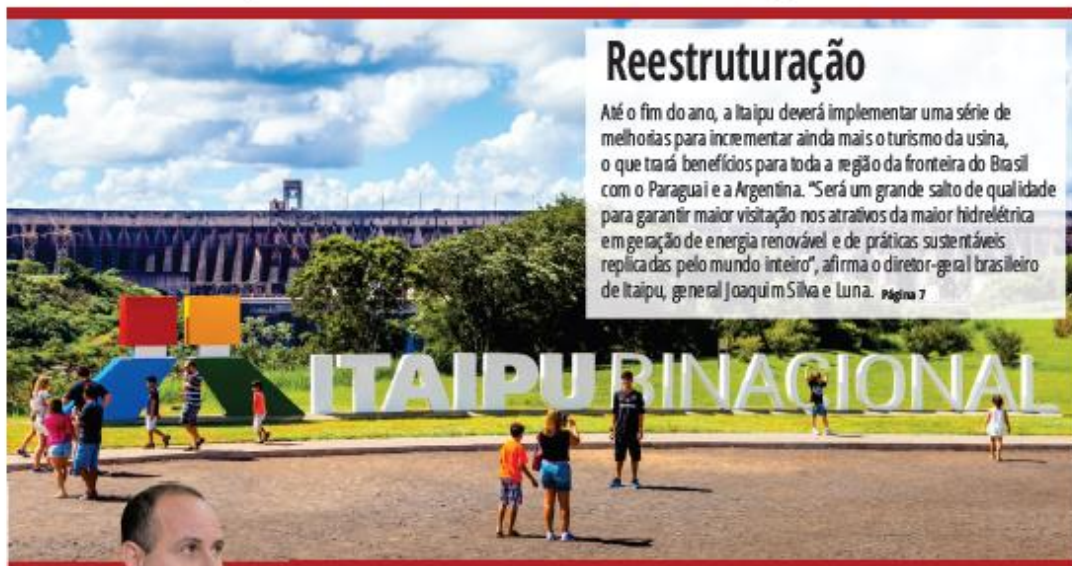 Reestruturação
Até o fim do ano, a Itaipu deverá implementar uma série de
melhorias para incrementar ainda mais o turismo da usina,
o que trará benefícios para toda a região da fronteira do Brasil
com o Paraguai e a Argentina. “Será um grande salto de qualidade
para garantir maior visitação nos atrativos da maior hidrelétrica
em geração de energia renovável e de práticas sustentáveis
replicadas pelo mundo inteiro”, afirma o diretor-geral brasileiro
de Itaipu, general Joaquim Silva e Luna. Página 7
ITAIPU BINACIONAL